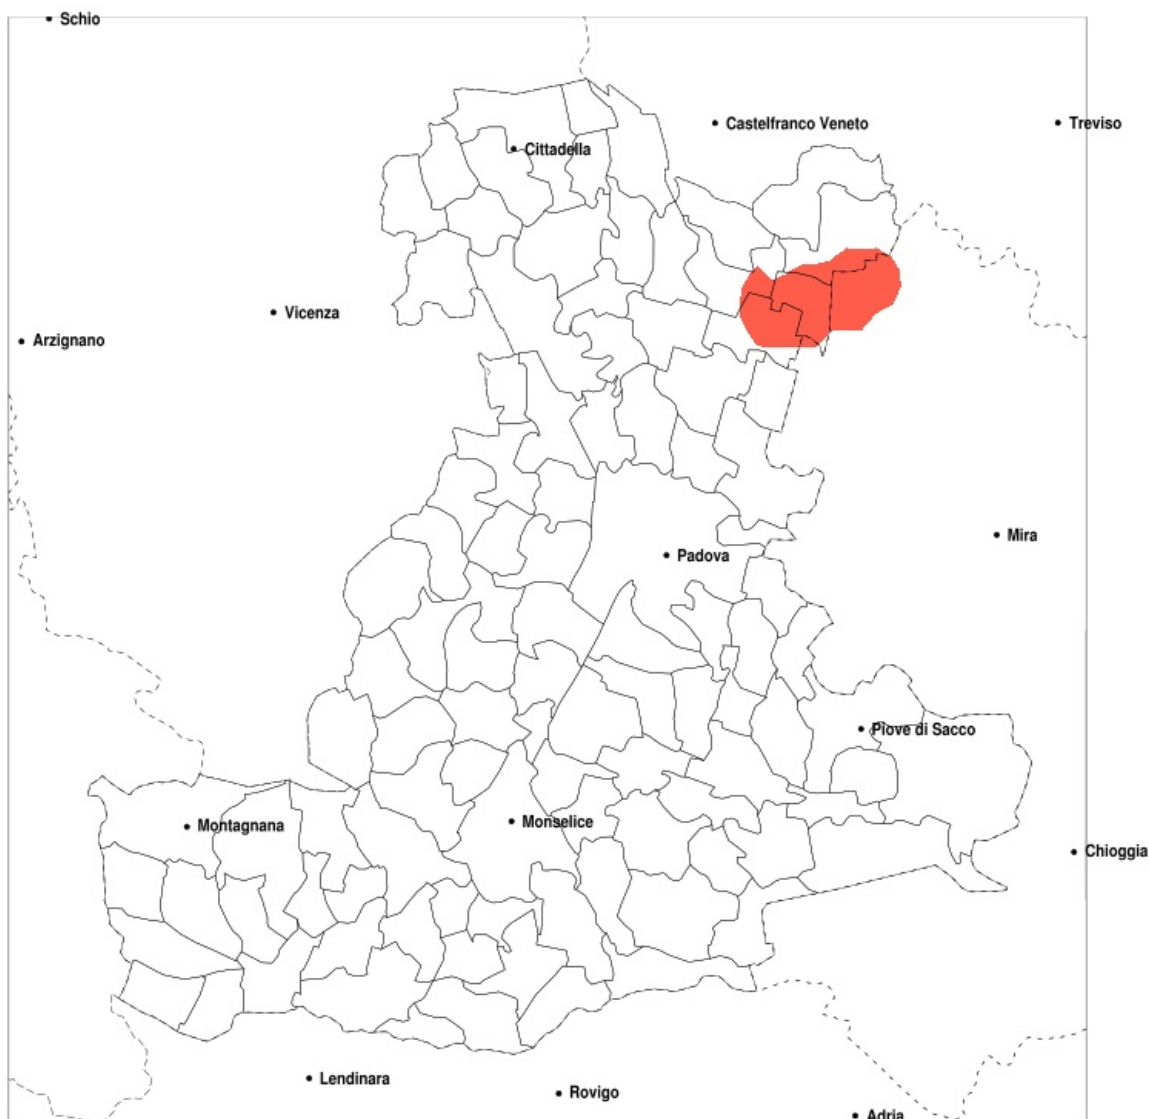 Schio
Castelfranco Veneto
Treviso
Cittadella
Vicenza
Arzignano
Mira
Padova
Piove di Sacco
Montagnana
Monselice
Chioggia
Lendinara
Rovigo
Adria